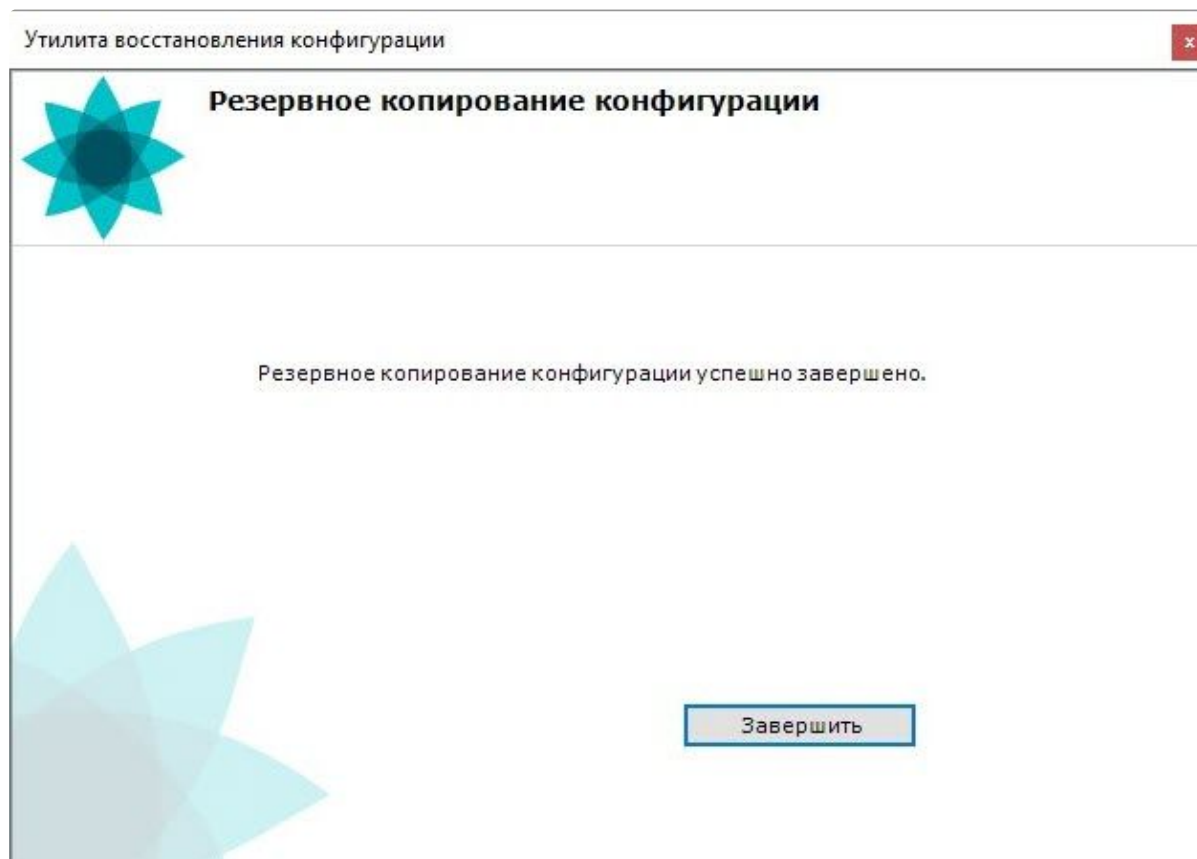 Утилита восстановления конфигурации
x
Резервное копирование конфигурации
Резервное копирование конфигурации успешно завершено.
Завершить